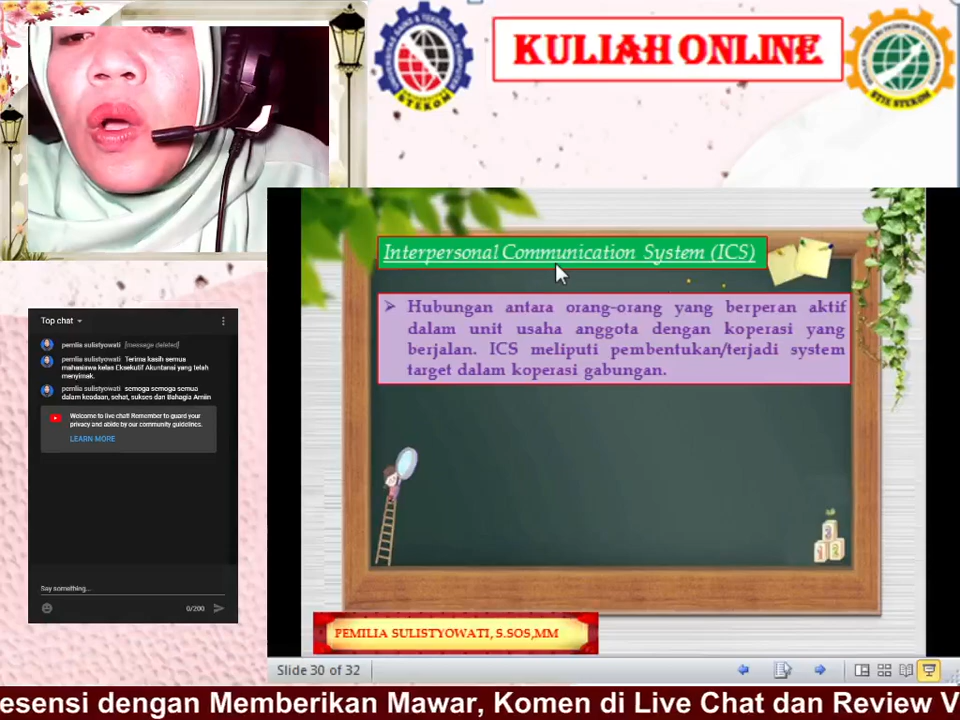 KULIAH ONLINE
Interpersonal Communication System (ICS)
Hubungan antara orang-orang yang berperan aktif
dalam unit usaha anggota dengan koperasi yang
berjalan. ICS meliputi pembentukan/terjadi system
target dalam koperasi gabungan.
Top chat
pemlia sulistyowati [message deleted]
pemlia sulistyowati Terima kasih semua
mahasiswa kelas Eksekutif Akuntansi yang telah
menyimak.
pemlia sulistyowati semoga semoga semua
dalam keadaan, sehat, sukses dan Bahagia Amiin
Welcome to live chat! Remember to guard your
privacy and abide by our community guidelines.
LEARN MORE
Say something...
0/200
PEMILIA SULISTYOWATI, S.SOS,MM
Slide 30 of 32
esensi dengan Memberikan Mawar, Komen di Live Chat dan Review V